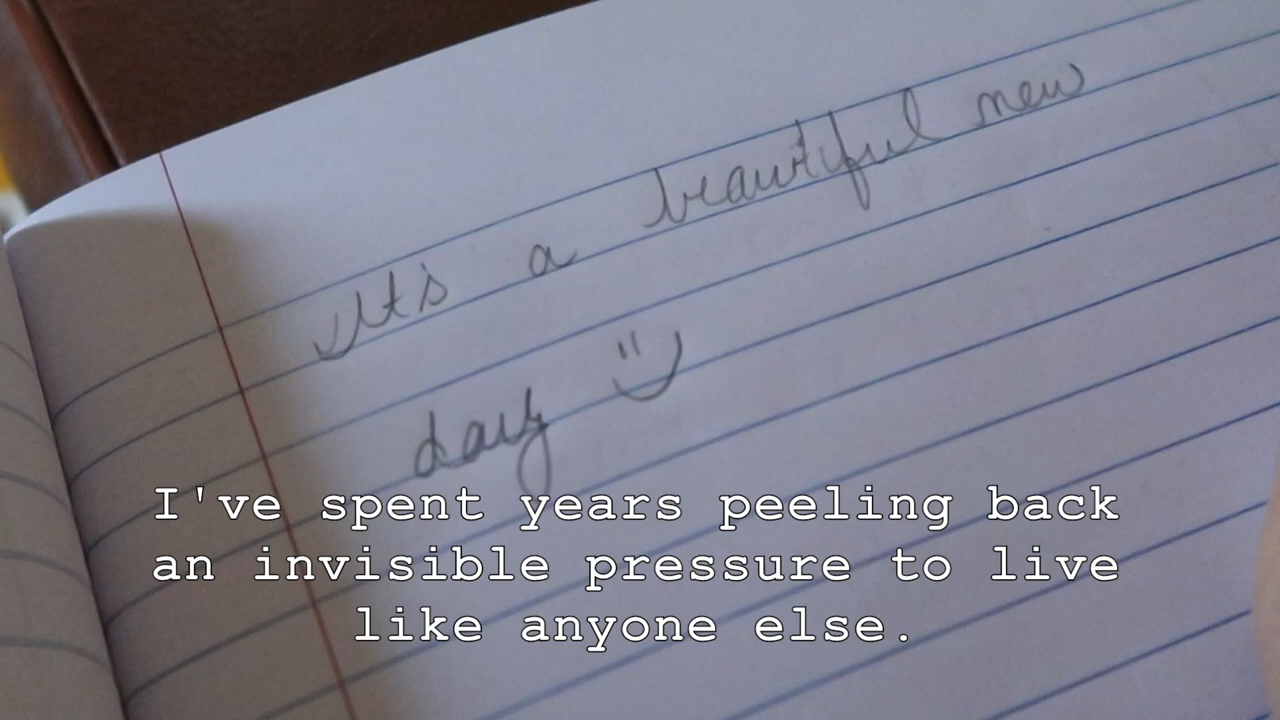 It's a beautiful new
day
I've spent years peeling back
an invisible pressure to live
like anyone else.